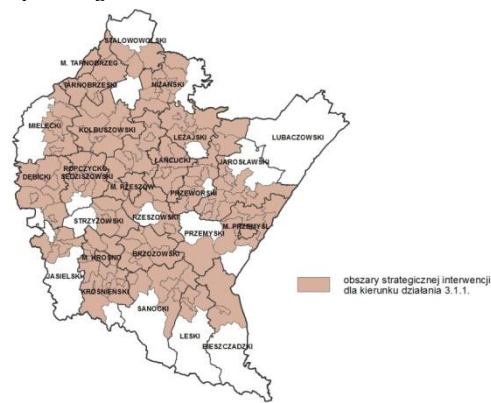 STALOWOWOLSKI
M. TARNOBRZEG
TARNOBRZESKI
NIŻAŃSKI
MIELECKI
KOLBUSZOWSKI
LEŻAJSKI
LUBACZOWSKI
ŁAŃCUCKI
JAROSŁAWSKI
DĘBICKI
ROPCZYCKO
SĘDZISZOWSKI
M. RZESZÓW
PRZEWORSKI
STRZYŻOWSKI
RZESZOWSKI
PRZEMYSKI
M. PRZEMYŚL
M. KROSNO
BRZOZOWSKI
JASIELSKI
KROŚNIEŃSKI
SANOCKI
LESKI
BIESZCZADZKI
obszary strategicznej interwencji
dla kierunku działania 3.1.1.